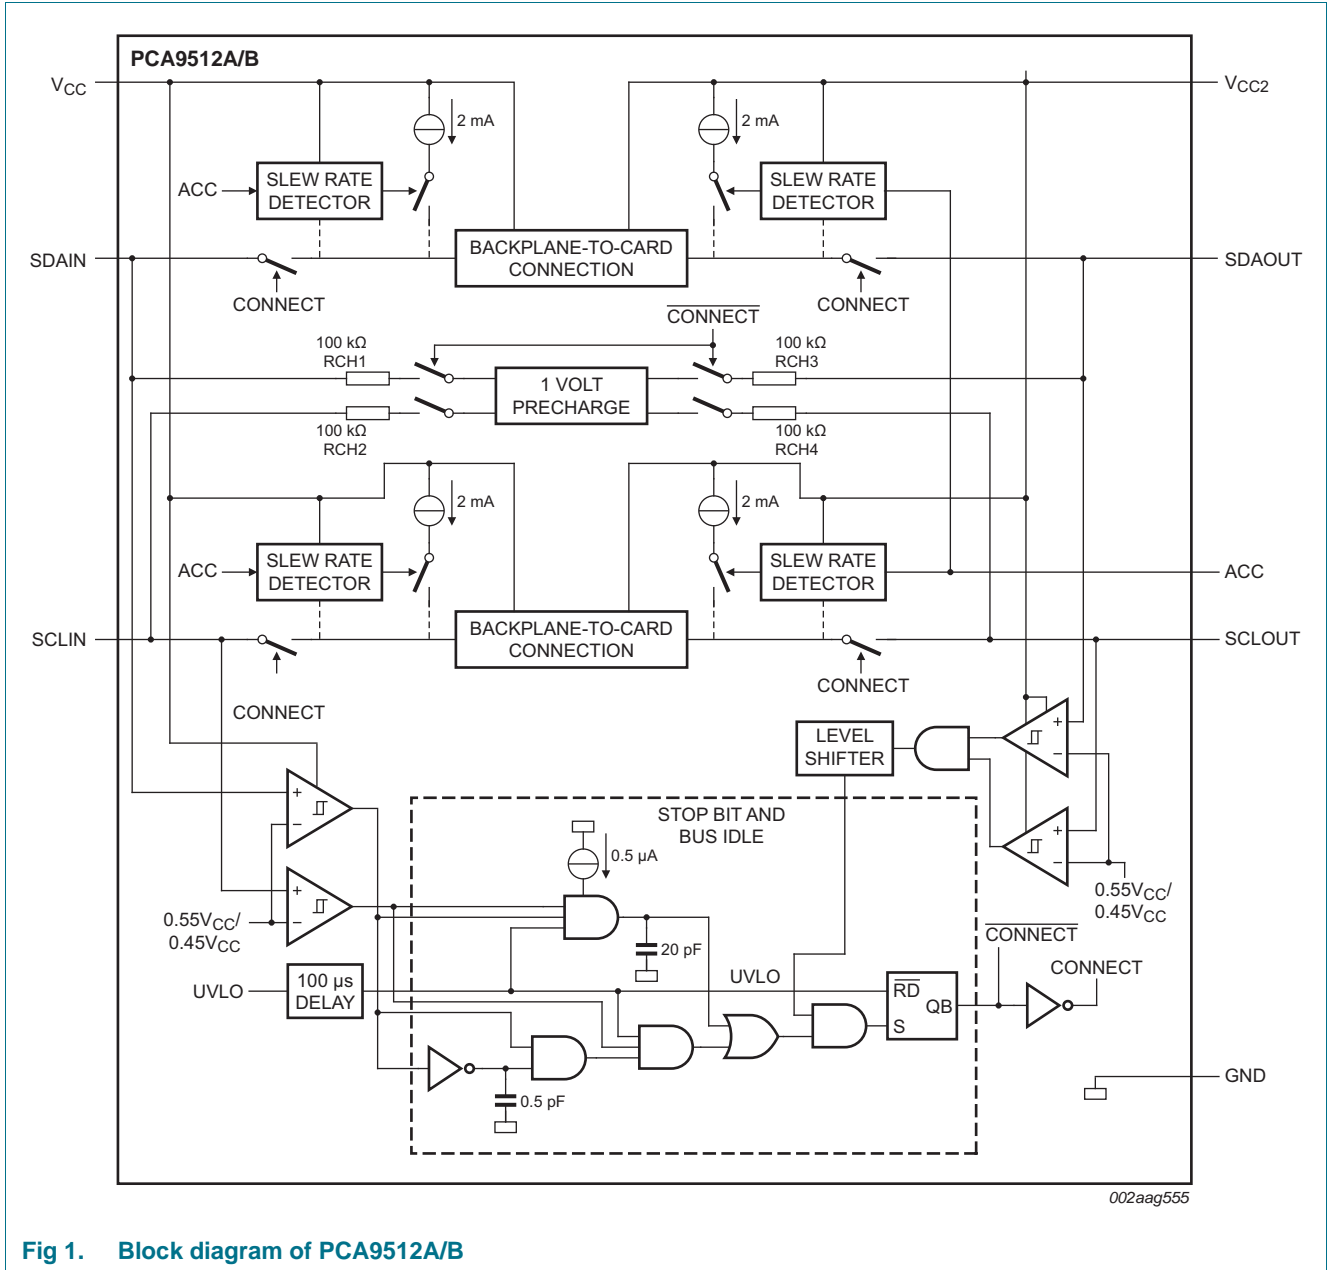 PCA9512A/B
VCC
VCC2
2 mA
2 mA
ACC
SLEW RATE
DETECTOR
SLEW RATE
DETECTOR
SDAIN
BACKPLANE-TO-CARD
CONNECTION
SDAOUT
CONNECT
CONNECT
CONNECT
100 kΩ
RCH1
100 kΩ
RCH3
1 VOLT
PRECHARGE
100 kΩ
RCH2
100 kΩ
RCH4
2 mA
2 mA
ACC
SLEW RATE
DETECTOR
SLEW RATE
DETECTOR
ACC
SCLIN
BACKPLANE-TO-CARD
CONNECTION
SCLOUT
CONNECT
CONNECT
LEVEL
SHIFTER
+
−
+
−
+
−
+
−
STOP BIT AND
BUS IDLE
0.5 µA
0.55VCC/
0.45VCC
0.55VCC/
0.45VCC
20 pF
CONNECT
CONNECT
UVLO
100 µs
DELAY
UVLO
RD
QB
S
0.5 pF
GND
002aag555
Fig 1. Block diagram of PCA9512A/B